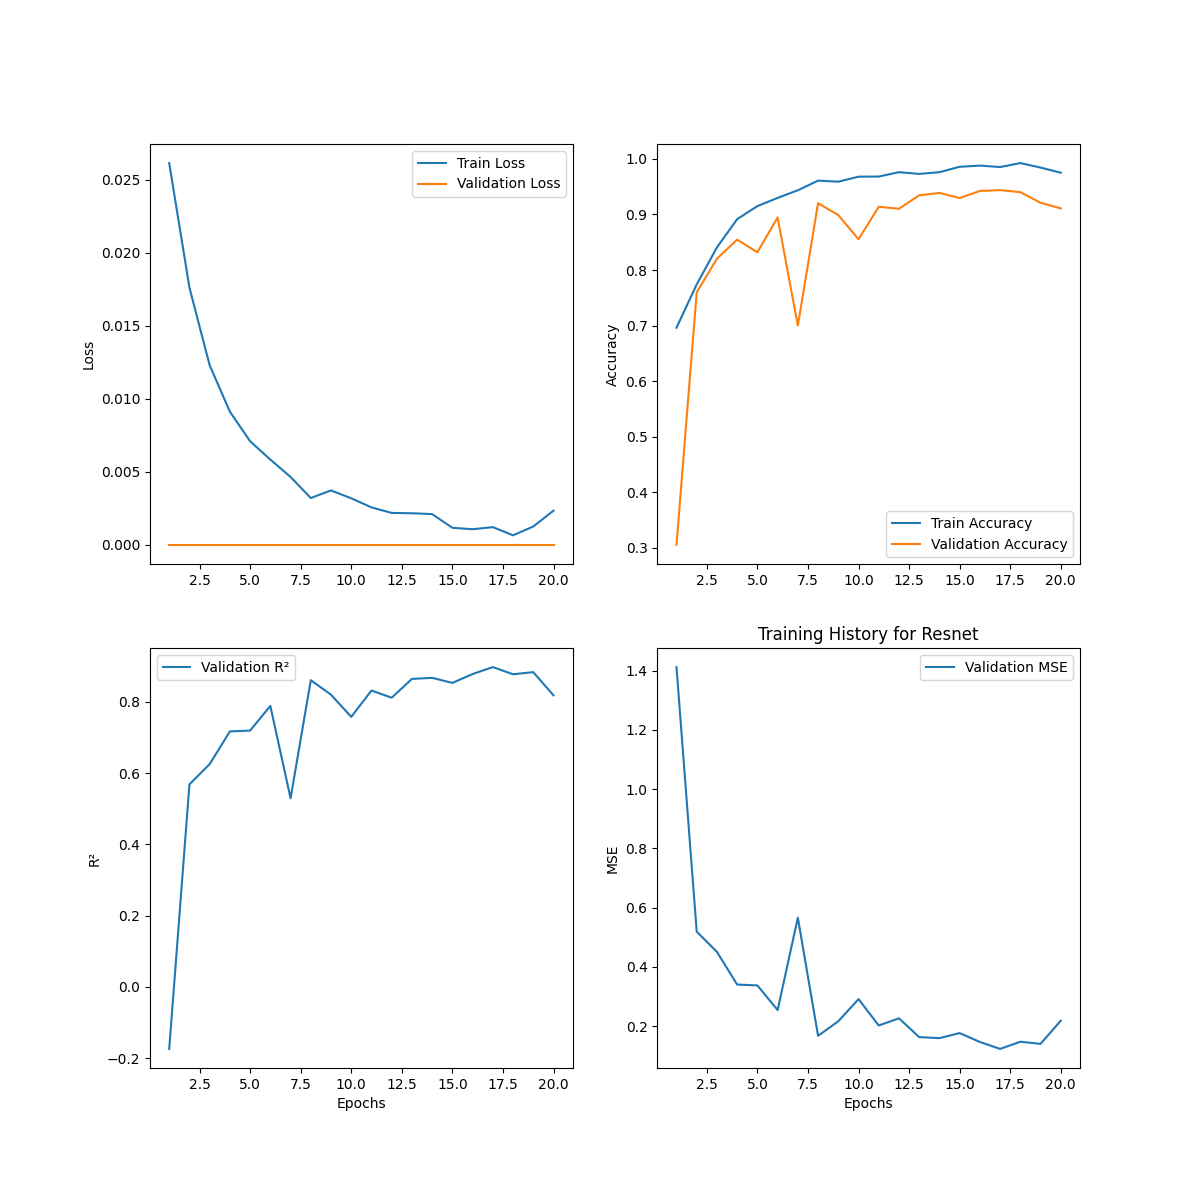 Train Loss
Validation Loss
0.025
0.020
0.015
0.010
0.005
0.000
Loss
2.5 5.0 7.5 10.0 12.5 15.0 17.5 20.0
Train Accuracy
Validation Accuracy
1.0
0.9
0.8
0.7
0.6
0.5
0.4
0.3
Accuracy
2.5 5.0 7.5 10.0 12.5 15.0 17.5 20.0
Validation R²
0.8
0.6
0.4
0.2
0.0
−0.2
R²
2.5 5.0 7.5 10.0 12.5 15.0 17.5 20.0
Epochs
Training History for Resnet
Validation MSE
1.4
1.2
1.0
0.8
0.6
0.4
0.2
MSE
2.5 5.0 7.5 10.0 12.5 15.0 17.5 20.0
Epochs